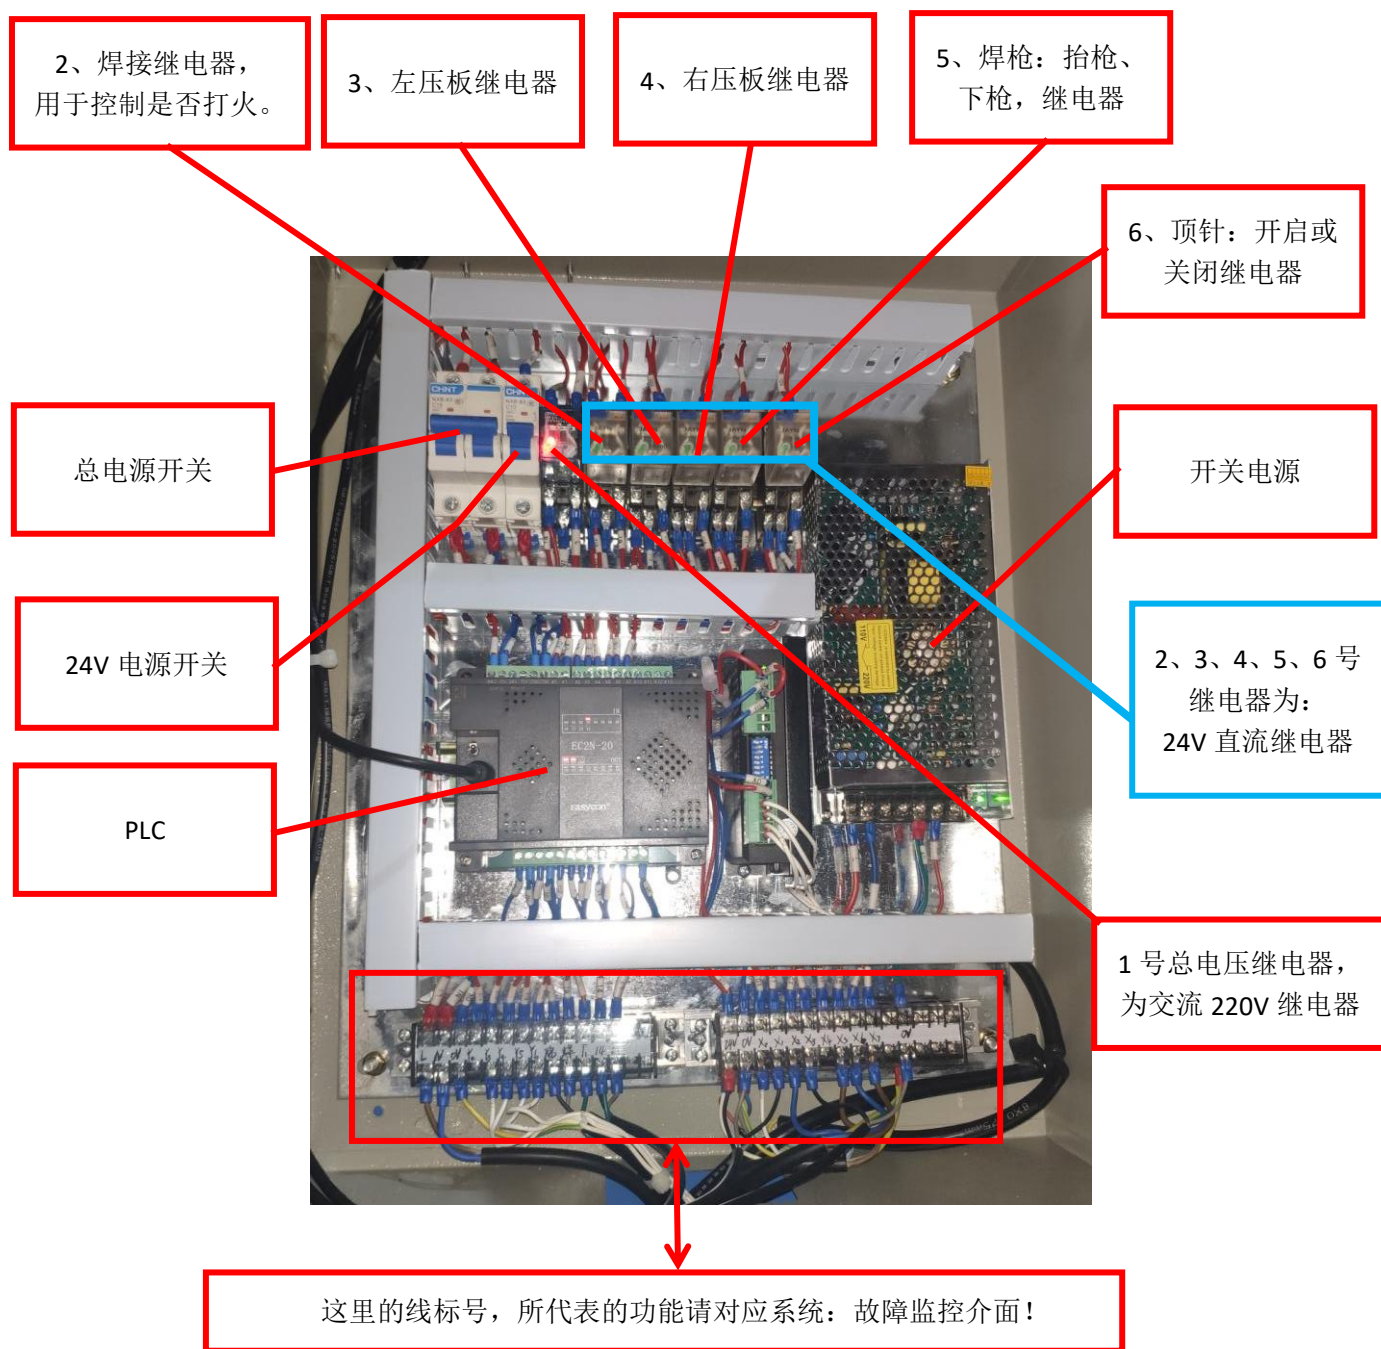 2、焊接继电器，
用于控制是否打火。
3、左压板继电器
4、右压板继电器
5、焊枪：抬枪、
下枪，继电器
6、顶针：开启或
关闭继电器
总电源开关
开关电源
24V 电源开关
2、3、4、5、6 号
继电器为：
24V 直流继电器
PLC
1 号总电压继电器，
为交流 220V 继电器
这里的线标号，所代表的功能请对应系统：故障监控介面！
CHNT
CHNT
EC2N-20
110V
220V